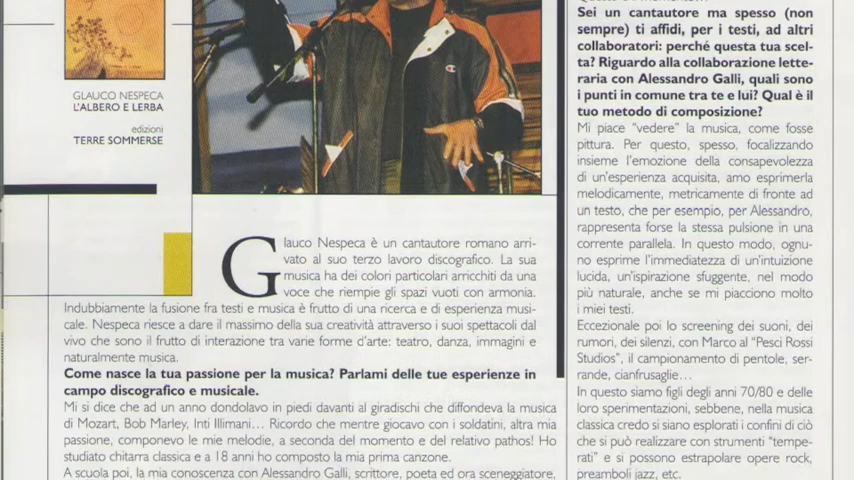 GLAUCO NESPECA
L'ALBERO E LERBA
edizioni
TERRE SOMMERSE
Glauco Nespeca è un cantautore romano arri-
vato al suo terzo lavoro discografico. La sua
musica ha dei colori particolari arricchiti da una
voce che riempie gli spazi vuoti con armonia.
Indubbiamente la fusione fra testi e musica è frutto di una ricerca e di esperienza musi-
cale. Nespeca riesce a dare il massimo della sua creatività attraverso i suoi spettacoli dal
vivo che sono il frutto di interazione tra varie forme d'arte: teatro, danza, immagini e
naturalmente musica.
Come nasce la tua passione per la musica? Parlami delle tue esperienze in
campo discografico e musicale.
Mi si dice che ad un anno dondolavo in piedi davanti al giradischi che diffondeva la musica
di Mozart, Bob Marley, Inti Illimani… Ricordo che mentre giocavo con i soldatini, altra mia
passione, componevo le mie melodie, a seconda del momento e del relativo pathos! Ho
studiato chitarra classica e a 18 anni ho composto la mia prima canzone.
A scuola poi, la mia conoscenza con Alessandro Galli, scrittore, poeta ed ora sceneggiatore,
Sei un cantautore ma spesso (non
sempre) ti affidi, per i testi, ad altri
collaboratori: perché questa tua scel-
ta? Riguardo alla collaborazione lette-
raria con Alessandro Galli, quali sono
i punti in comune tra te e lui? Qual è il
tuo metodo di composizione?
Mi piace "vedere" la musica, come fosse
pittura. Per questo, spesso, focalizzando
insieme l'emozione della consapevolezza
di un'esperienza acquisita, amo esprimerla
melodicamente, metricamente di fronte ad
un testo, che per esempio, per Alessandro,
rappresenta forse la stessa pulsione in una
corrente parallela. In questo modo, ognu-
no esprime l'immediatezza di un'intuizione
lucida, un'ispirazione sfuggente, nel modo
più naturale, anche se mi piacciono molto
i miei testi.
Eccezionale poi lo screening dei suoni, dei
rumori, dei silenzi, con Marco al "Pesci Rossi
Studios", il campionamento di pentole, ser-
rande, cianfrusaglie…
In questo siamo figli degli anni 70/80 e delle
loro sperimentazioni, sebbene, nella musica
classica credo si siano esplorati i confini di ciò
che si può realizzare con strumenti "tempe-
rati" e si possono estrapolare opere rock,
preamboli jazz, etc.